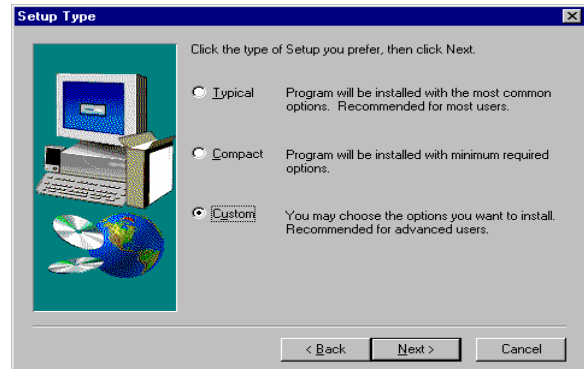 Setup Type
Click the type of Setup you prefer, then click Next.
Typical
Program will be installed with the most common
options. Recommended for most users.
Compact
Program will be installed with minimum required
options.
Custom
You may choose the options you want to install.
Recommended for advanced users.
< Back
Next >
Cancel